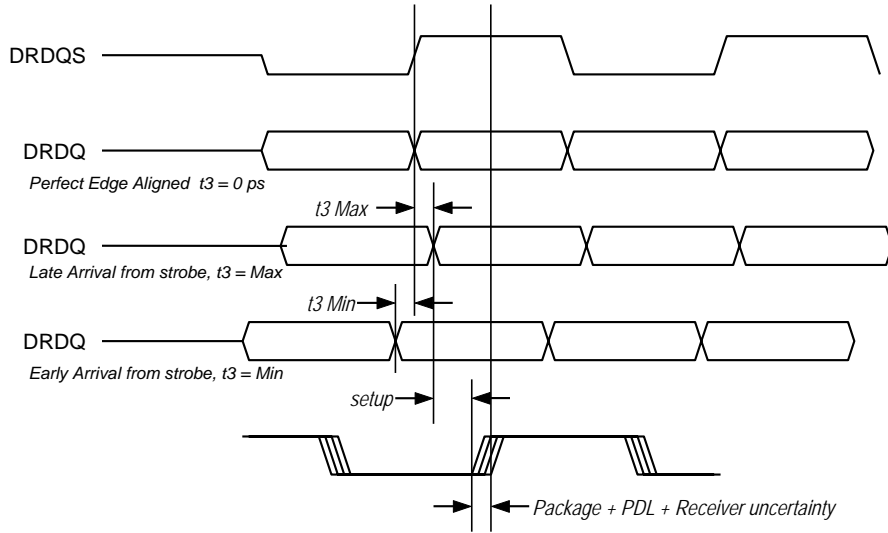 DRDQS
DRDQ
Perfect Edge Aligned t3 = 0 ps
t3 Max
DRDQ
Late Arrival from strobe, t3 = Max
t3 Min
DRDQ
Early Arrival from strobe, t3 = Min
setup
Package + PDL + Receiver uncertainty